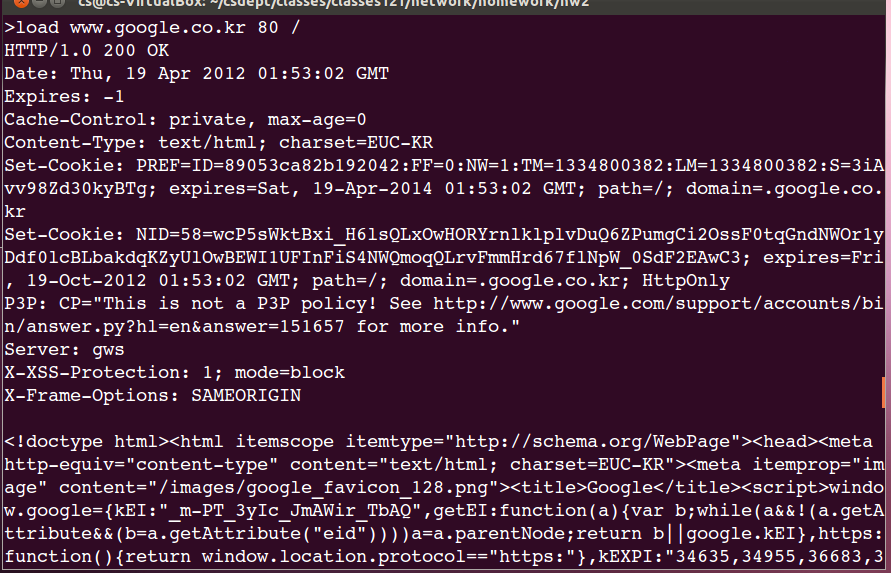 cs@cs-VirtualBox: ~/csdept/classes/classes121/network/homework/hw2
>load www.google.co.kr 80 /
HTTP/1.0 200 OK
Date: Thu, 19 Apr 2012 01:53:02 GMT
Expires: -1
Cache-Control: private, max-age=0
Content-Type: text/html; charset=EUC-KR
Set-Cookie: PREF=ID=89053ca82b192042:FF=0:NW=1:TM=1334800382:LM=1334800382:S=3iA
vv98Zd30kyBTg; expires=Sat, 19-Apr-2014 01:53:02 GMT; path=/; domain=.google.co.
kr
Set-Cookie: NID=58=wcP5sWktBxi_H6lsQLxOwHORYrnlklplvDuQ6ZPumgCi2OssF0tqGndNWOr1y
Ddf0lcBLbakdqKZyUlOwBEWI1UFInFiS4NWQmoqQLrvFmmHrd67flNpW_0SdF2EAwC3; expires=Fri
, 19-Oct-2012 01:53:02 GMT; path=/; domain=.google.co.kr; HttpOnly
P3P: CP="This is not a P3P policy! See http://www.google.com/support/accounts/bi
n/answer.py?hl=en&answer=151657 for more info."
Server: gws
X-XSS-Protection: 1; mode=block
X-Frame-Options: SAMEORIGIN
<!doctype html><html itemscope itemtype="http://schema.org/WebPage"><head><meta
http-equiv="content-type" content="text/html; charset=EUC-KR"><meta itemprop="im
age" content="/images/google_favicon_128.png"><title>Google</title><script>windo
w.google={kEI:"_m-PT_3yIc_JmAWir_TbAQ",getEI:function(a){var b;while(a&&!(a.getA
ttribute&&(b=a.getAttribute("eid"))))a=a.parentNode;return b||google.kEI},https:
function(){return window.location.protocol=="https:"},kEXPI:"34635,34955,36683,3